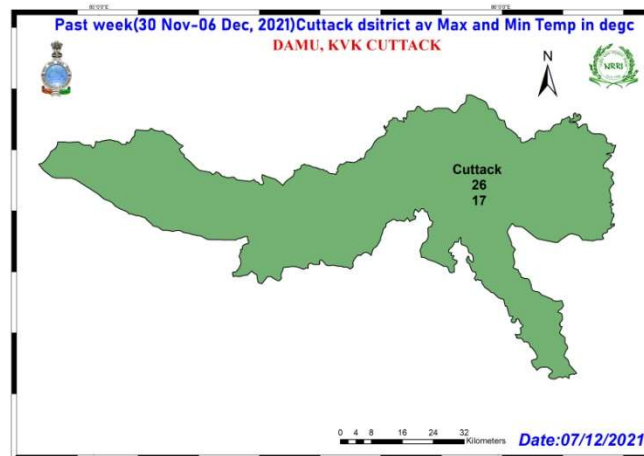 Past week(30 Nov-06 Dec, 2021)Cuttack dsitrict av Max and Min Temp in degc
DAMU, KVK CUTTACK
N
NRRI
Cuttack
26
17
0 4 8 16 24 32
Kilometers
Date:07/12/2021